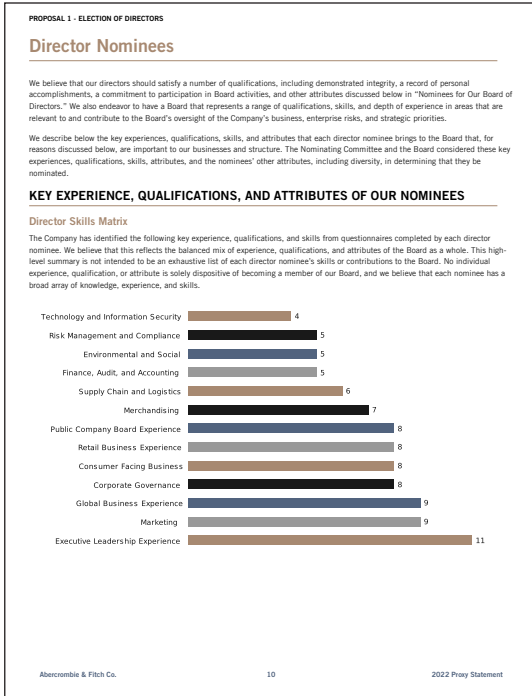 PROPOSAL 1 - ELECTION OF DIRECTORS
Director Nominees
We believe that our directors should satisfy a number of qualifications, including demonstrated integrity, a record of personal
accomplishments, a commitment to participation in Board activities, and other attributes discussed below in “Nominees for Our Board of
Directors.” We also endeavor to have a Board that represents a range of qualifications, skills, and depth of experience in areas that are
relevant to and contribute to the Board’s oversight of the Company’s business, enterprise risks, and strategic priorities.
We describe below the key experiences, qualifications, skills, and attributes that each director nominee brings to the Board that, for
reasons discussed below, are important to our businesses and structure. The Nominating Committee and the Board considered these key
experiences, qualifications, skills, attributes, and the nominees’ other attributes, including diversity, in determining that they be
nominated.
KEY EXPERIENCE, QUALIFICATIONS, AND ATTRIBUTES OF OUR NOMINEES
Director Skills Matrix
The Company has identified the following key experience, qualifications, and skills from questionnaires completed by each director
nominee. We believe that this reflects the balanced mix of experience, qualifications, and attributes of the Board as a whole. This high-
level summary is not intended to be an exhaustive list of each director nominee’s skills or contributions to the Board. No individual
experience, qualification, or attribute is solely dispositive of becoming a member of our Board, and we believe that each nominee has a
broad array of knowledge, experience, and skills.
Technology and Information Security 4
Risk Management and Compliance 5
Environmental and Social 5
Finance, Audit, and Accounting 5
Supply Chain and Logistics 6
Merchandising 7
Public Company Board Experience 8
Retail Business Experience 8
Consumer Facing Business 8
Corporate Governance 8
Global Business Experience 9
Marketing 9
Executive Leadership Experience 11
Abercrombie & Fitch Co. 10 2022 Proxy Statement